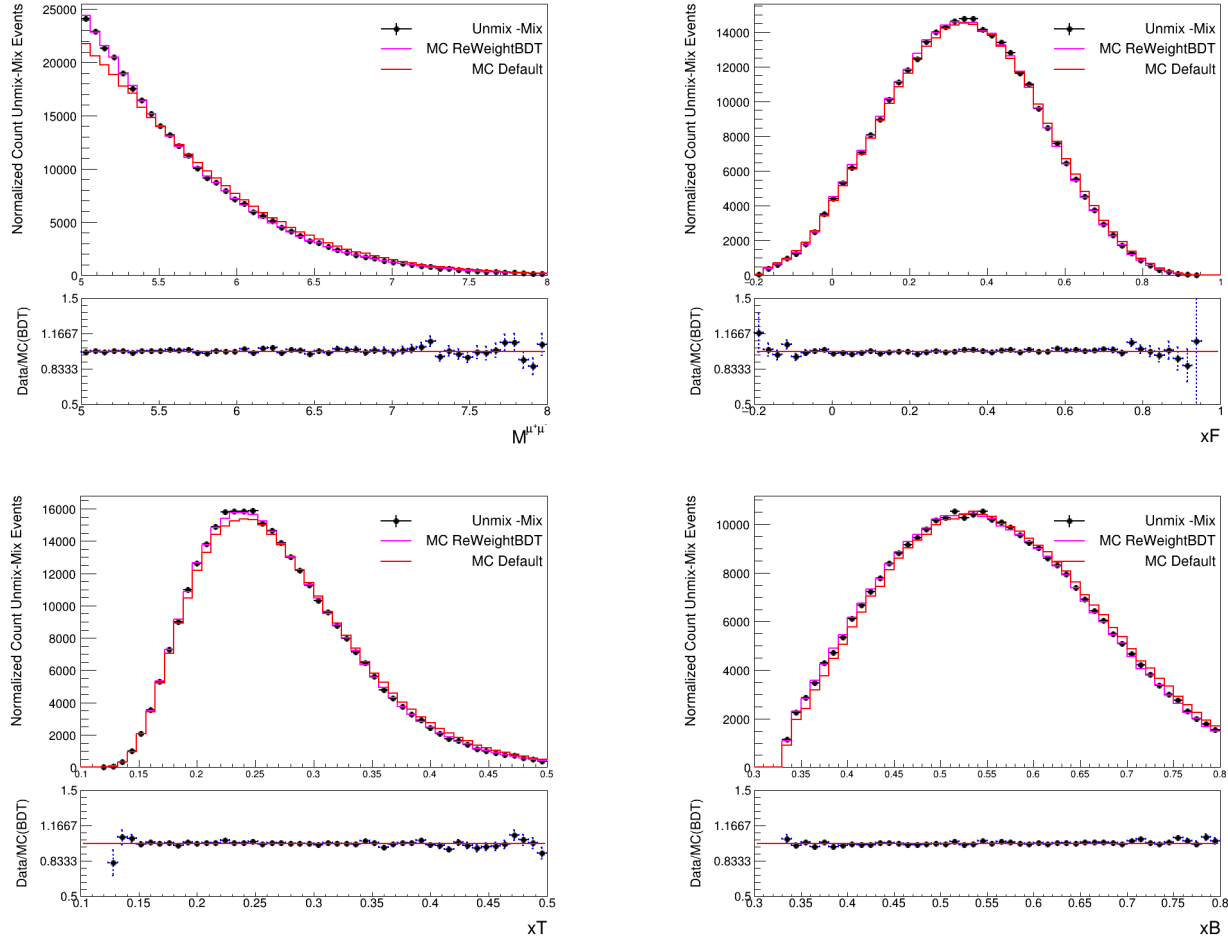 Normalized Count Unmix-Mix Events
25000
20000
15000
10000
5000
0
5 5.5 6 6.5 7 7.5 8
Unmix -Mix
MC ReWeightBDT
MC Default
Data/MC(BDT)
1.5
1.1667
0.8333
0.5
5 5.5 6 6.5 7 7.5 8
M^μ⁺μ⁻
Normalized Count Unmix-Mix Events
14000
12000
10000
8000
6000
4000
2000
0
−0.2 0 0.2 0.4 0.6 0.8 1
Unmix -Mix
MC ReWeightBDT
MC Default
Data/MC(BDT)
1.5
1.1667
0.8333
0.5
−0.2 0 0.2 0.4 0.6 0.8 1
xF
Normalized Count Unmix-Mix Events
16000
14000
12000
10000
8000
6000
4000
2000
0
0.1 0.15 0.2 0.25 0.3 0.35 0.4 0.45 0.5
Unmix -Mix
MC ReWeightBDT
MC Default
Data/MC(BDT)
1.5
1.1667
0.8333
0.5
0.1 0.15 0.2 0.25 0.3 0.35 0.4 0.45 0.5
xT
Normalized Count Unmix-Mix Events
10000
8000
6000
4000
2000
0
0.3 0.35 0.4 0.45 0.5 0.55 0.6 0.65 0.7 0.75 0.8
Unmix -Mix
MC ReWeightBDT
MC Default
Data/MC(BDT)
1.5
1.1667
0.8333
0.5
0.3 0.35 0.4 0.45 0.5 0.55 0.6 0.65 0.7 0.75 0.8
xB